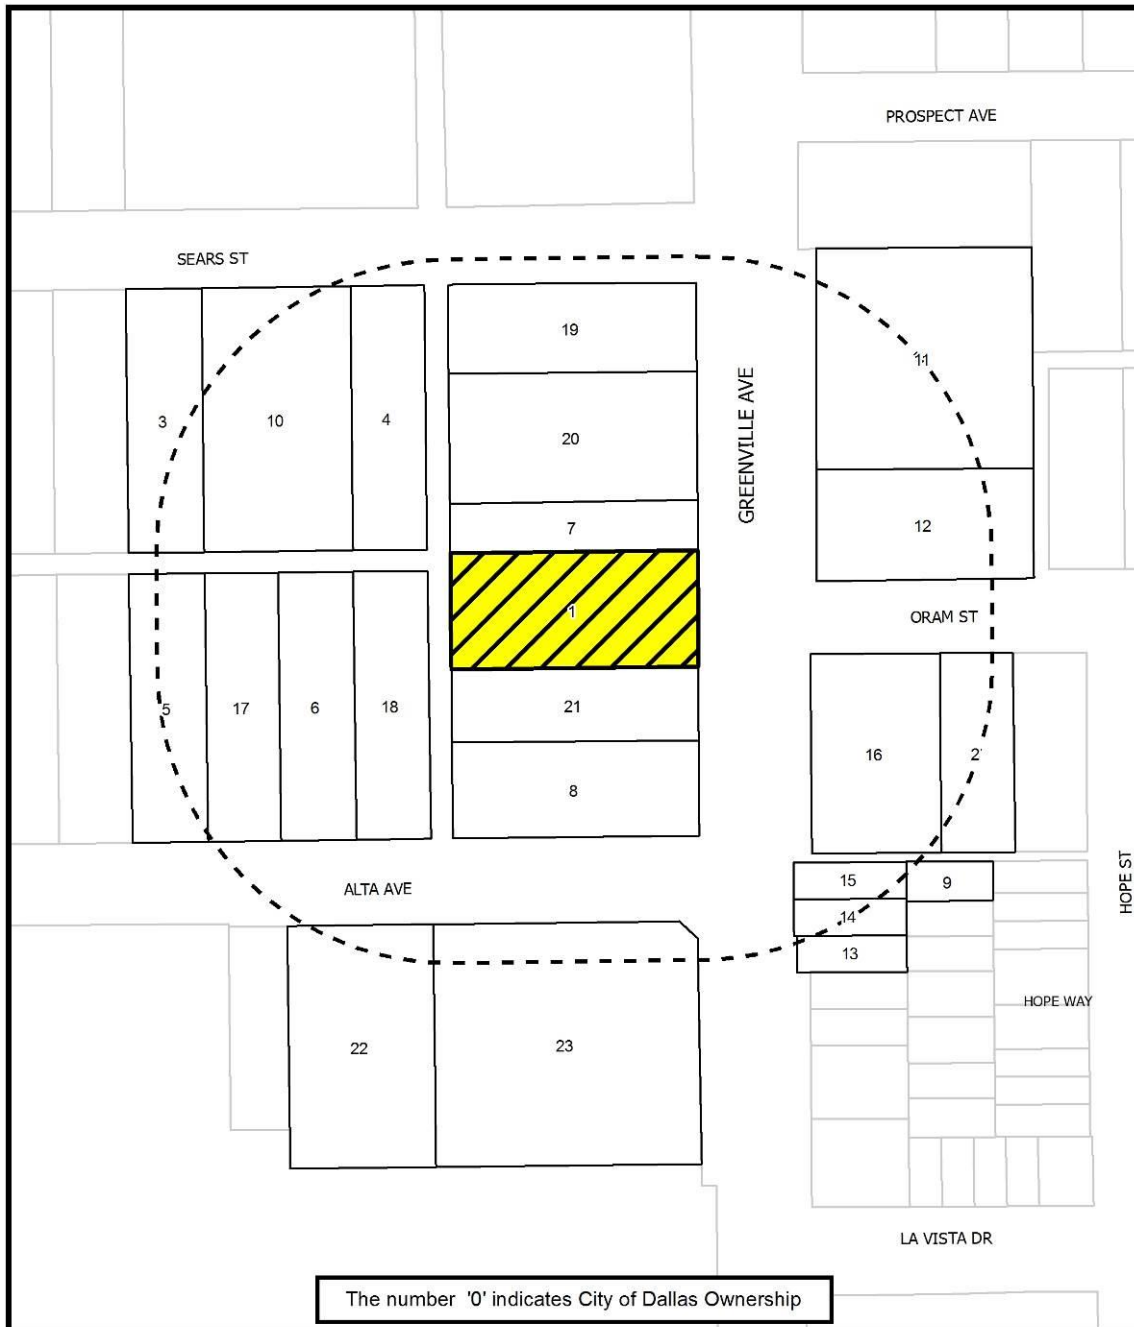 PROSPECT AVE
SEARS ST
19
11
3
10
4
20
GREENVILLE AVE
7
12
1
ORAM ST
5
17
6
18
21
16
2
8
15
9
HOPE ST
ALTA AVE
14
13
HOPE WAY
22
23
LA VISTA DR
The number '0' indicates City of Dallas Ownership